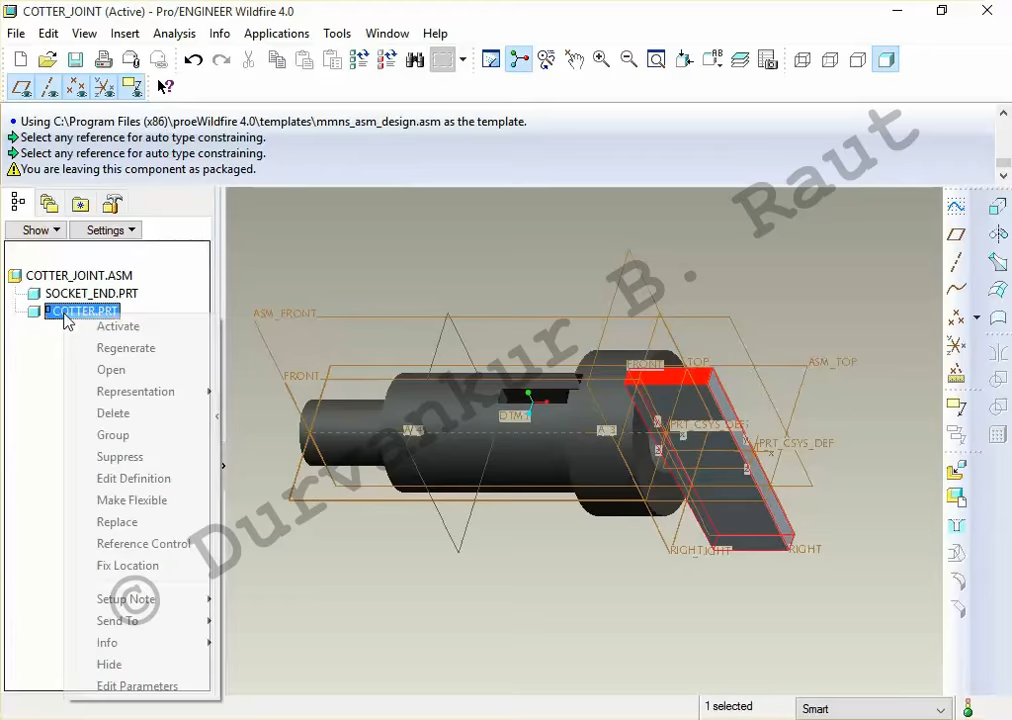 COTTER_JOINT (Active) - Pro/ENGINEER Wildfire 4.0
File Edit View Insert Analysis Info Applications Tools Window Help
• Using C:\Program Files (x86)\proeWildfire 4.0\templates\mmns_asm_design.asm as the template.
Select any reference for auto type constraining.
Select any reference for auto type constraining.
You are leaving this component as packaged.
Show Settings
COTTER_JOINT.ASM
SOCKET_END.PRT
COTTER.PRT
Activate
Regenerate
Open
Representation
Delete
Group
Suppress
Edit Definition
Make Flexible
Replace
Reference Control
Fix Location
Setup Note
Send To
Info
Hide
Edit Parameters
ASM_FRONT
FRONT
FRONT
TOP
ASM_TOP
DTM1
PRT_CSYS_DEF
PRT_CSYS_DEF
RIGHT
© Durvankur B. Raut
1 selected
Smart